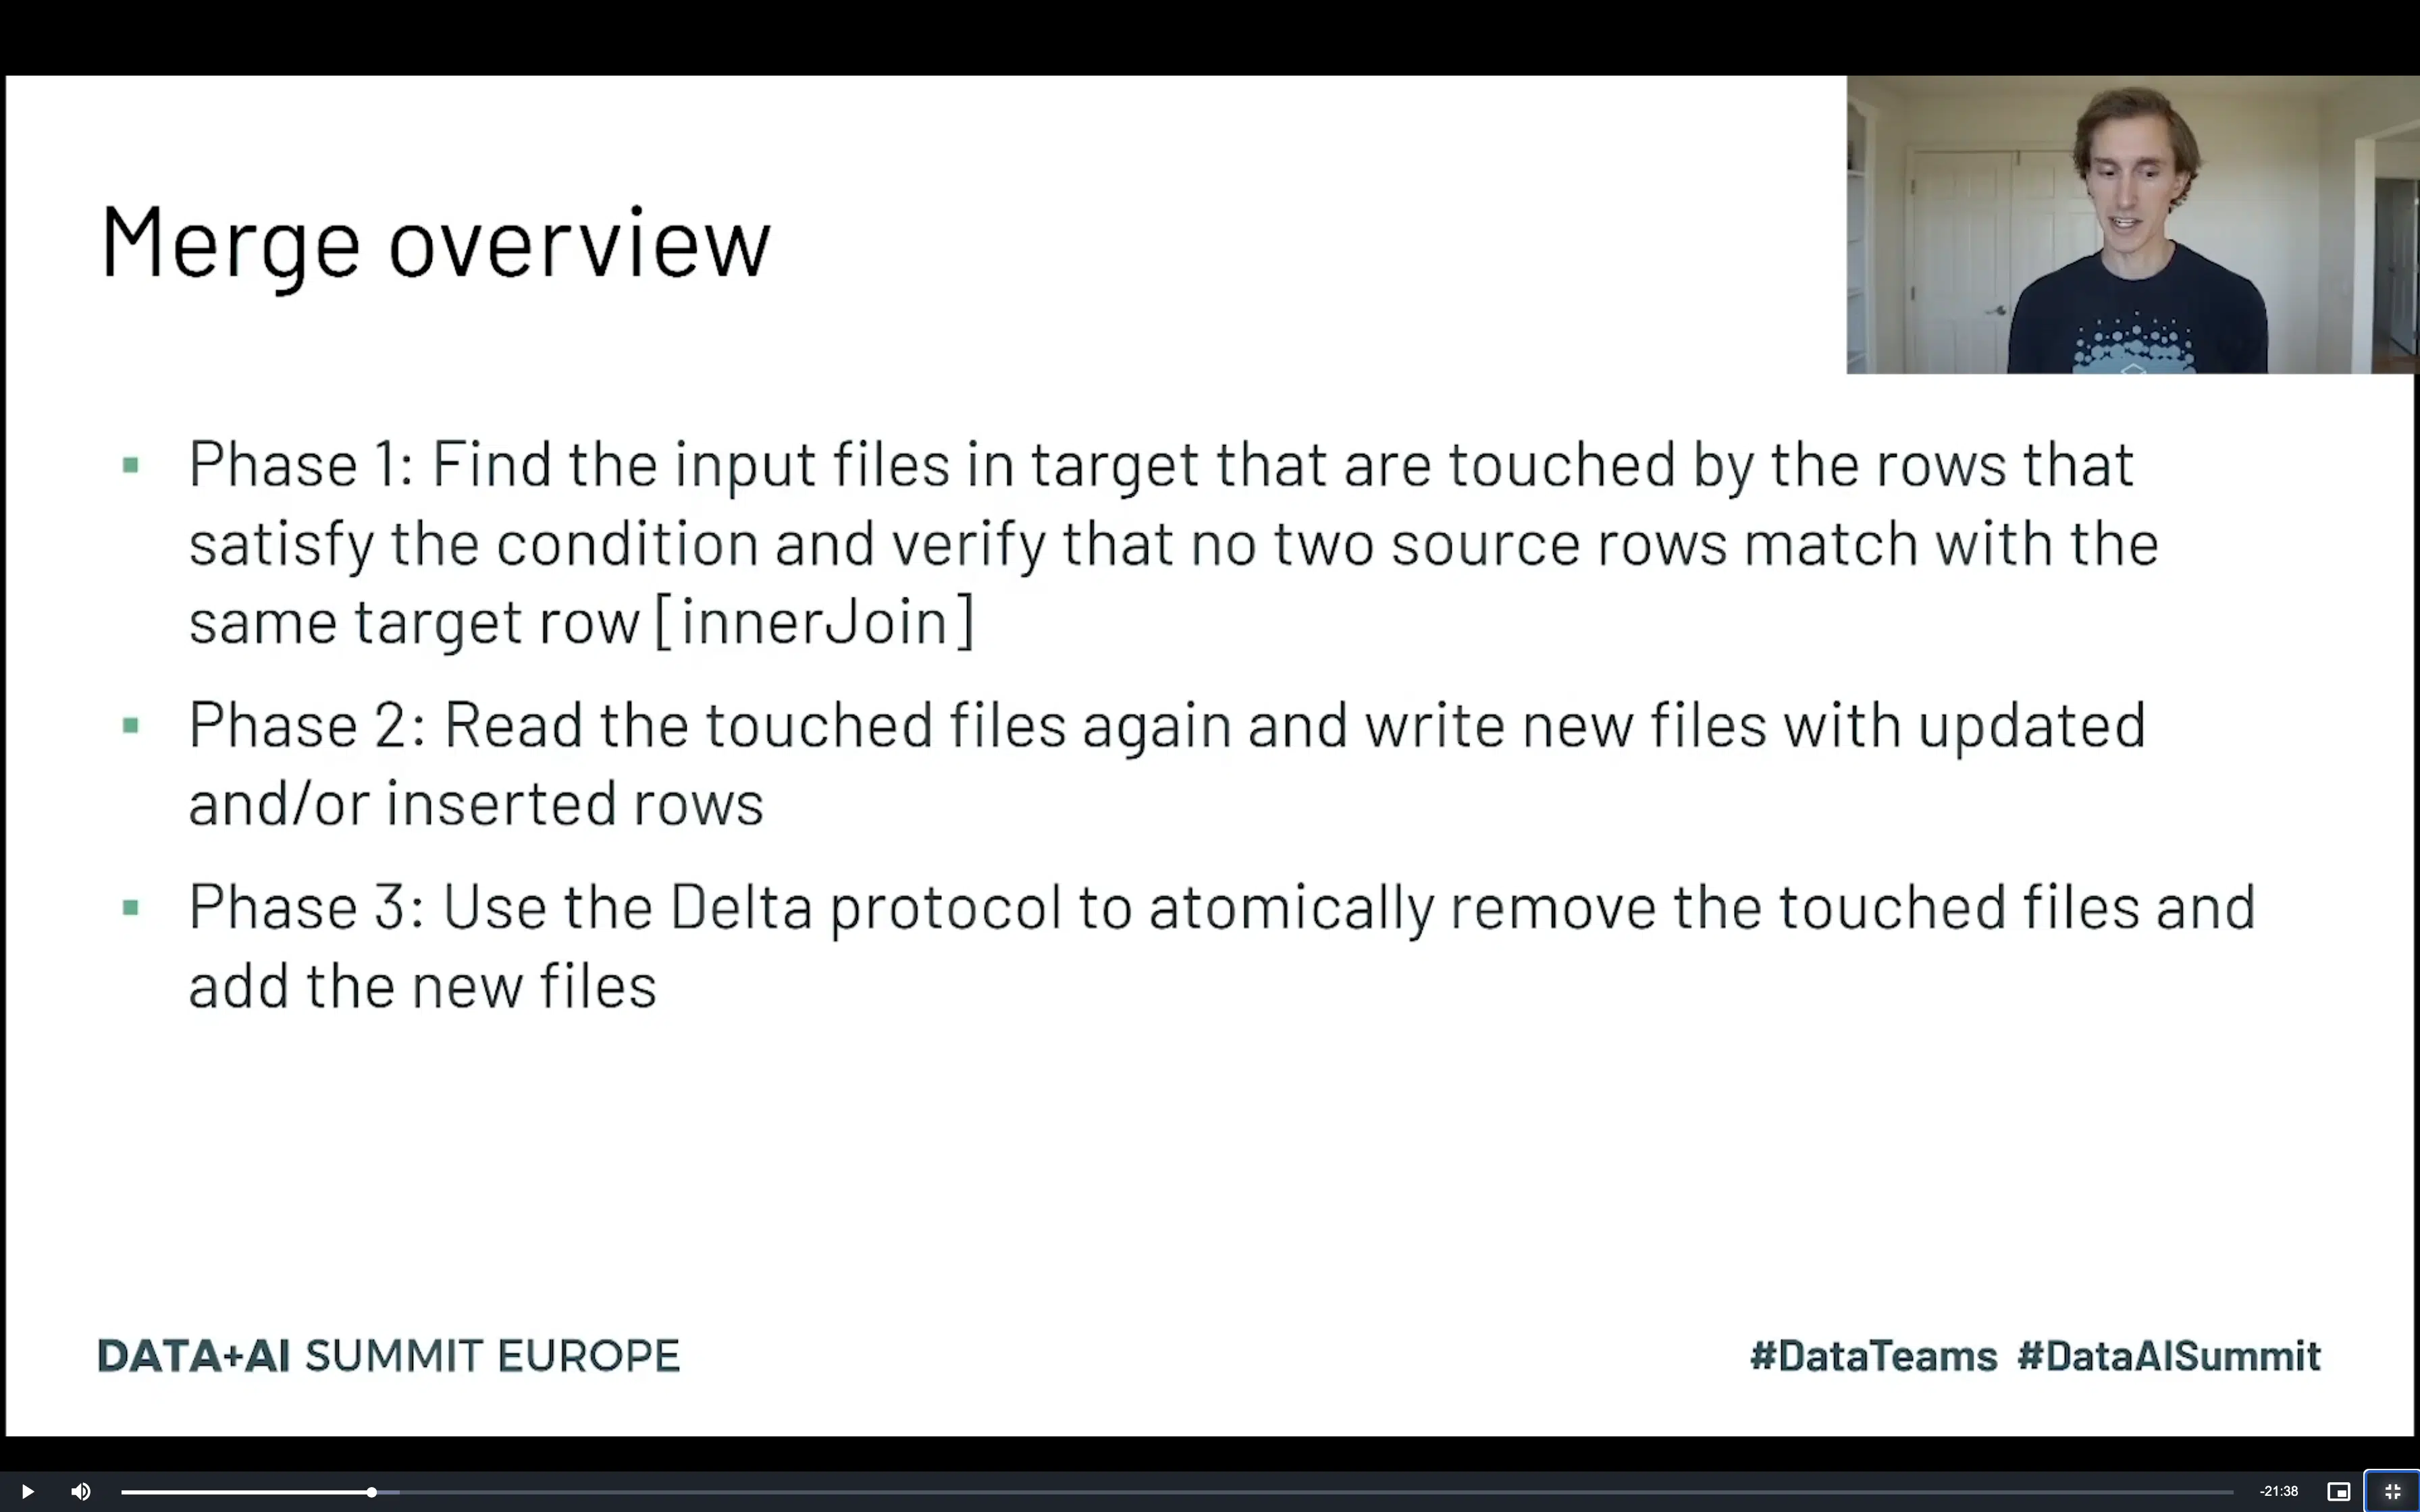 Merge overview
Phase 1: Find the input files in target that are touched by the rows that
satisfy the condition and verify that no two source rows match with the
same target row [innerJoin]
Phase 2: Read the touched files again and write new files with updated
and/or inserted rows
Phase 3: Use the Delta protocol to atomically remove the touched files and
add the new files
DATA+AI SUMMIT EUROPE
#DataTeams #DataAISummit
-21:38